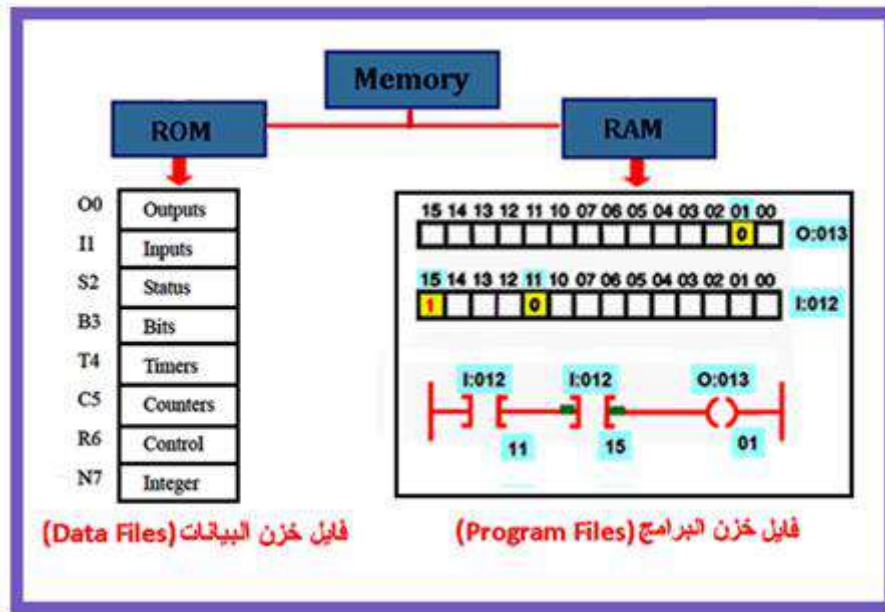 Memory
ROM
RAM
O0 Outputs
I1 Inputs
S2 Status
B3 Bits
T4 Timers
C5 Counters
R6 Control
N7 Integer
15 14 13 12 11 10 07 06 05 04 03 02 01 00
0 O:013
15 14 13 12 11 10 07 06 05 04 03 02 01 00
1 0 I:012
I:012 I:012 O:013
11 15 01
فايل خزن البيانات (Data Files)
فايل خزن البرامج (Program Files)